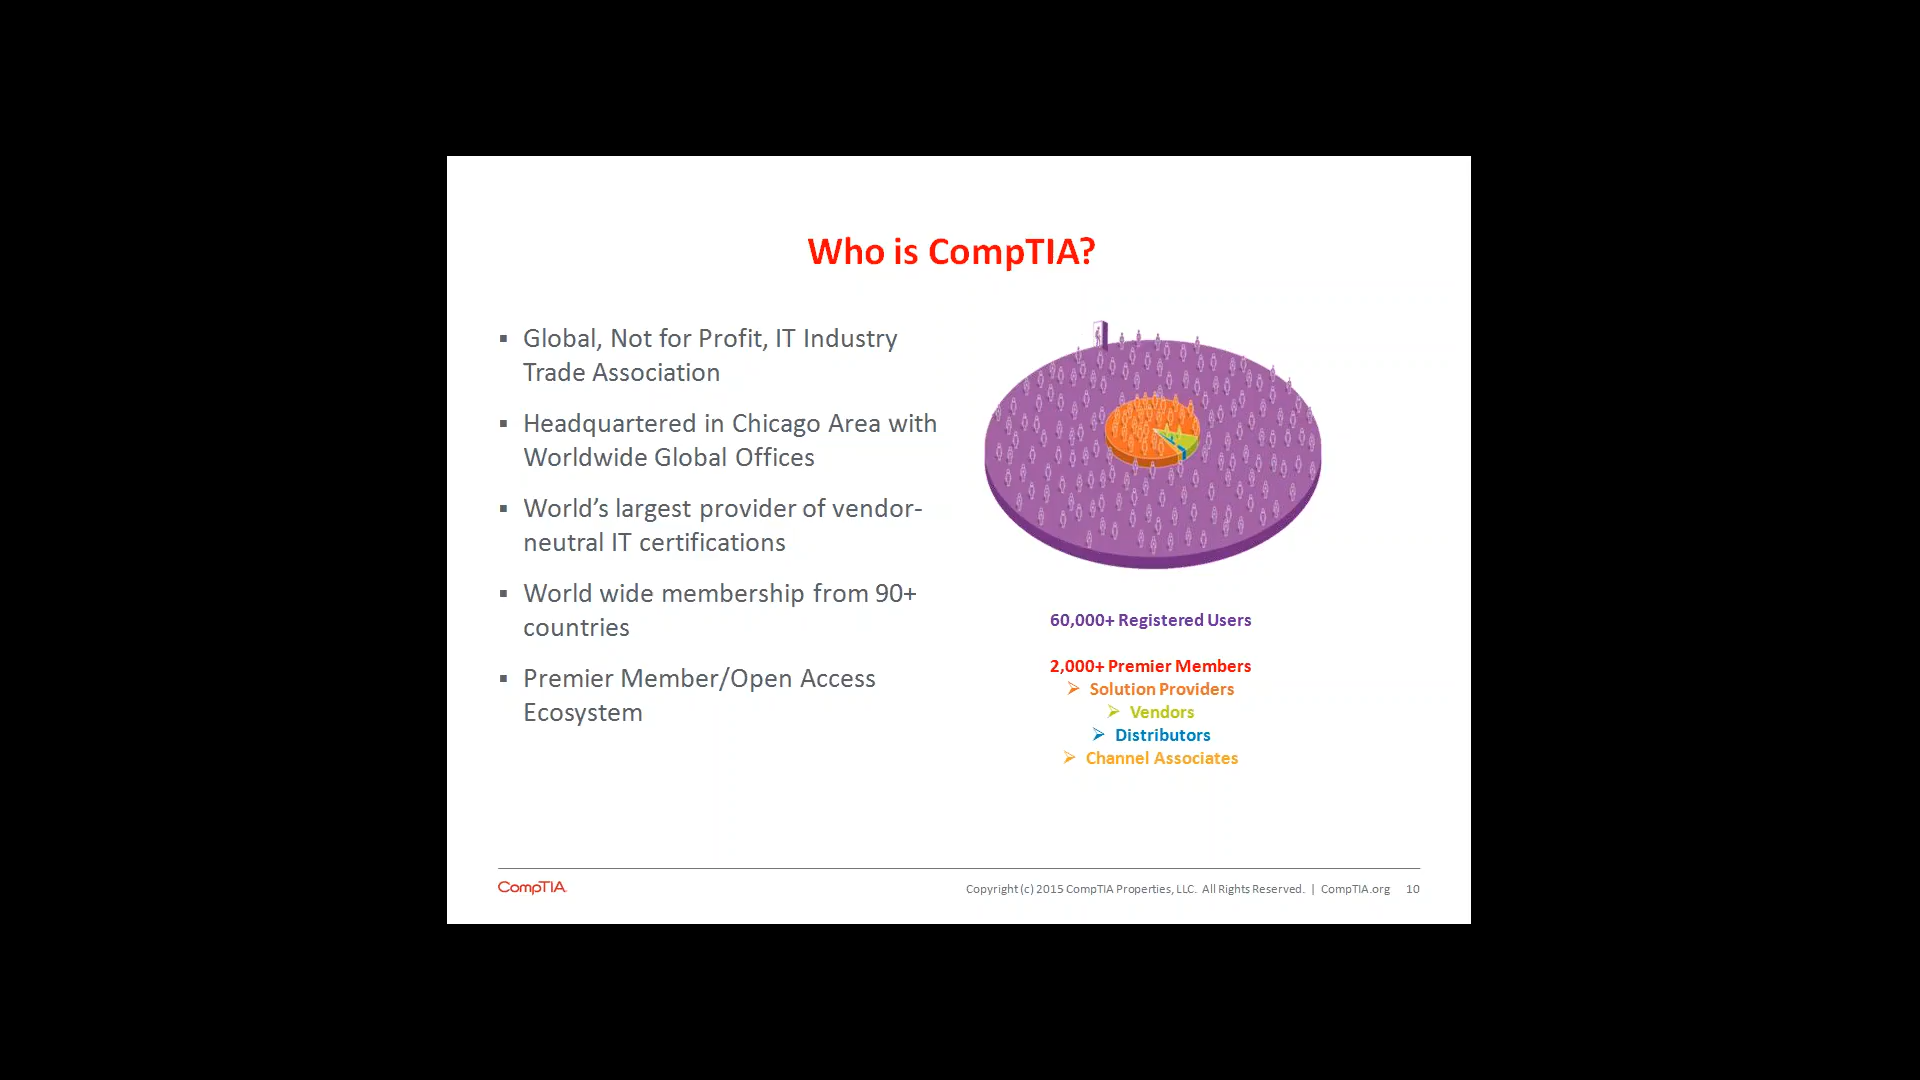 Who is CompTIA?
▪ Global, Not for Profit, IT Industry
Trade Association
▪ Headquartered in Chicago Area with
Worldwide Global Offices
▪ World’s largest provider of vendor-
neutral IT certifications
▪ World wide membership from 90+
countries
▪ Premier Member/Open Access
Ecosystem
60,000+ Registered Users
2,000+ Premier Members
➢ Solution Providers
➢ Vendors
➢ Distributors
➢ Channel Associates
CompTIA
Copyright (c) 2015 CompTIA Properties, LLC. All Rights Reserved. | CompTIA.org 10